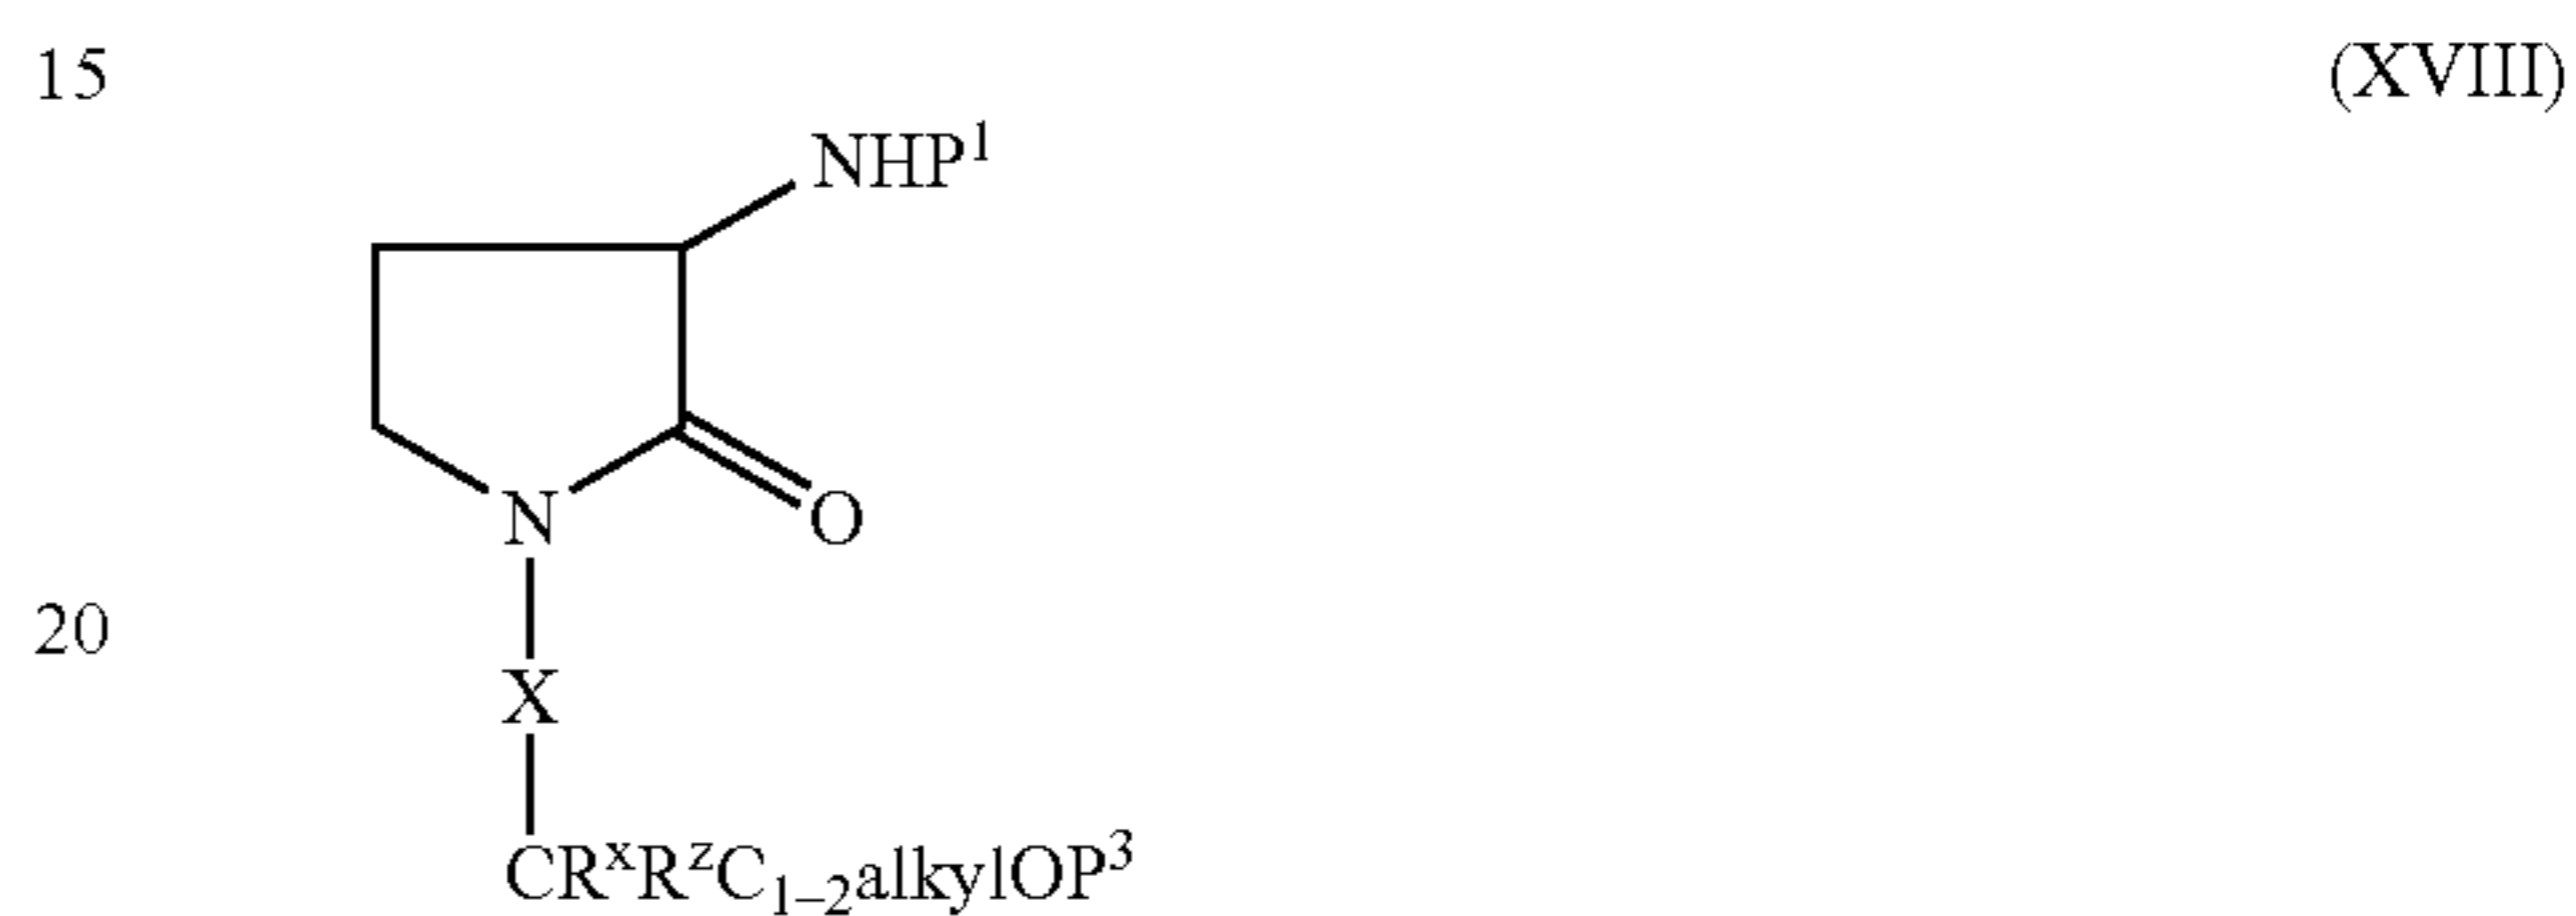 15 (XVIII)
NHP¹
N O
20
X
CRˣRᶻC₁₋₂alkylOP³